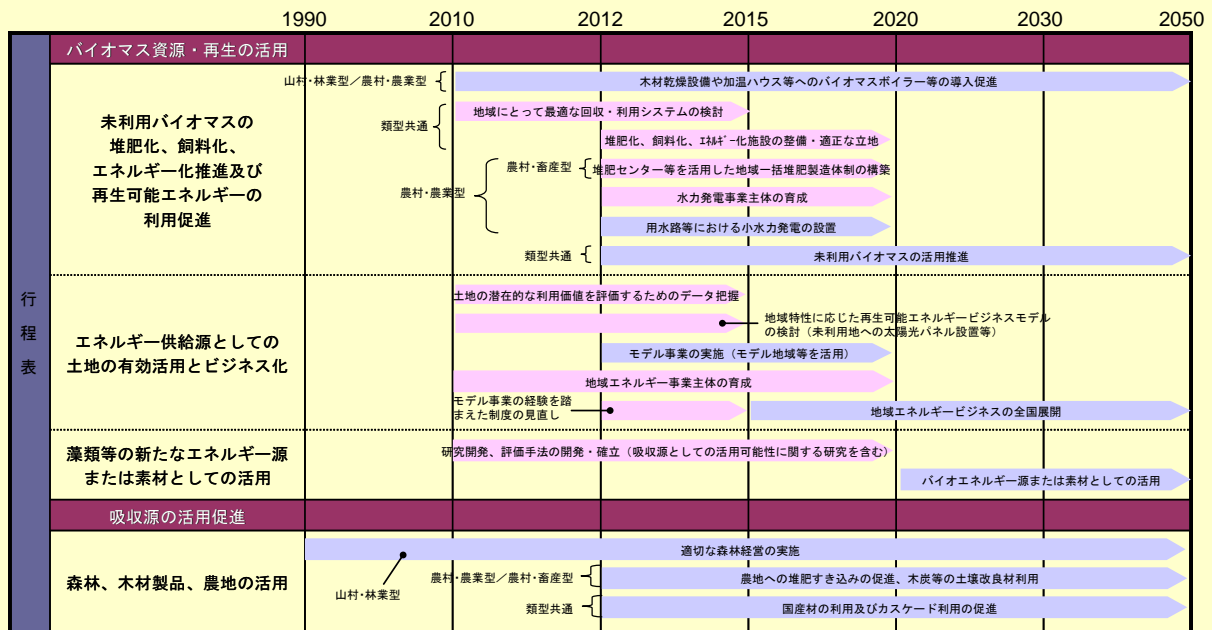 1990 2010 2012 2015 2020 2030 2050
行程表
バイオマス資源・再生の活用
未利用バイオマスの
堆肥化、飼料化、
エネルギー化推進及び
再生可能エネルギーの
利用促進
山村・林業型／農村・農業型
木材乾燥設備や加温ハウス等へのバイオマスボイラー等の導入促進
類型共通
地域にとって最適な回収・利用システムの検討
堆肥化、飼料化、ｴﾈﾙｷﾞｰ化施設の整備・適正な立地
農村・農業型
農村・畜産型
堆肥センター等を活用した地域一括堆肥製造体制の構築
水力発電事業主体の育成
用水路等における小水力発電の設置
類型共通
未利用バイオマスの活用推進
エネルギー供給源としての
土地の有効活用とビジネス化
土地の潜在的な利用価値を評価するためのデータ把握
地域特性に応じた再生可能エネルギービジネスモデル
の検討（未利用地への太陽光パネル設置等）
モデル事業の実施（モデル地域等を活用）
地域エネルギー事業主体の育成
モデル事業の経験を踏
まえた制度の見直し
地域エネルギービジネスの全国展開
藻類等の新たなエネルギー源
または素材としての活用
研究開発、評価手法の開発・確立（吸収源としての活用可能性に関する研究を含む）
バイオエネルギー源または素材としての活用
吸収源の活用促進
森林、木材製品、農地の活用
適切な森林経営の実施
山村・林業型
農村・農業型／農村・畜産型
農地への堆肥すき込みの促進、木炭等の土壌改良材利用
類型共通
国産材の利用及びカスケード利用の促進